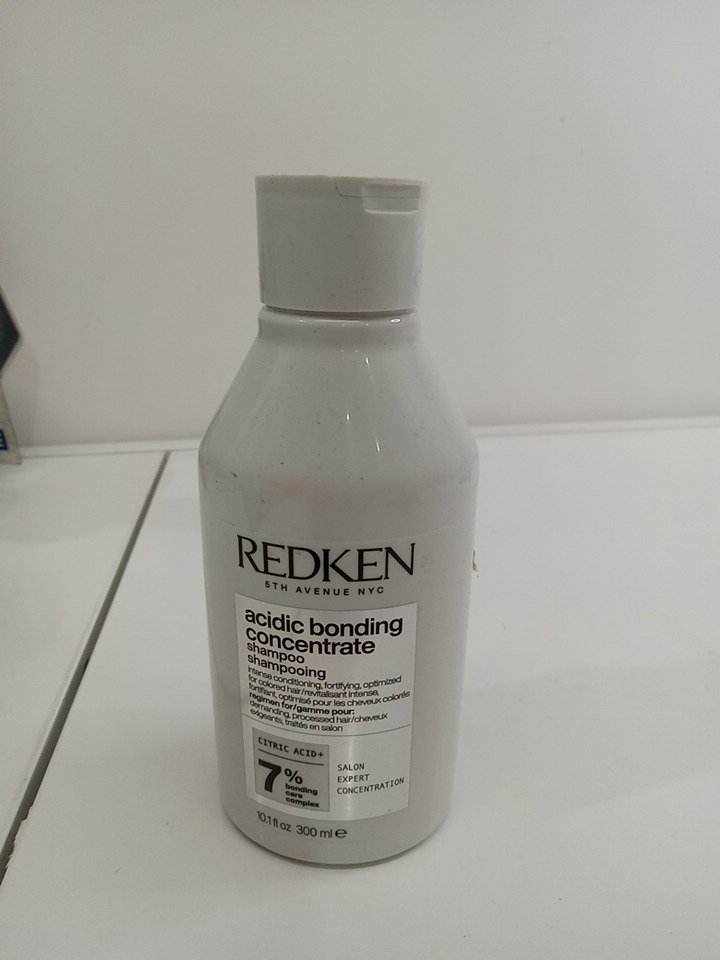 REDKEN
5TH AVENUE NYC
acidic bonding
concentrate
shampoo
shampooing
intense conditioning, fortifying, optimized
for colored hair/revitalisant intense,
fortifiant, optimisé pour les cheveux colorés
regimen for/gamme pour:
demanding, processed hair/cheveux
exigeants, traités en salon
CITRIC ACID+
7%
bonding
care
complex
SALON
EXPERT
CONCENTRATION
10.1 fl oz 300 ml ℮